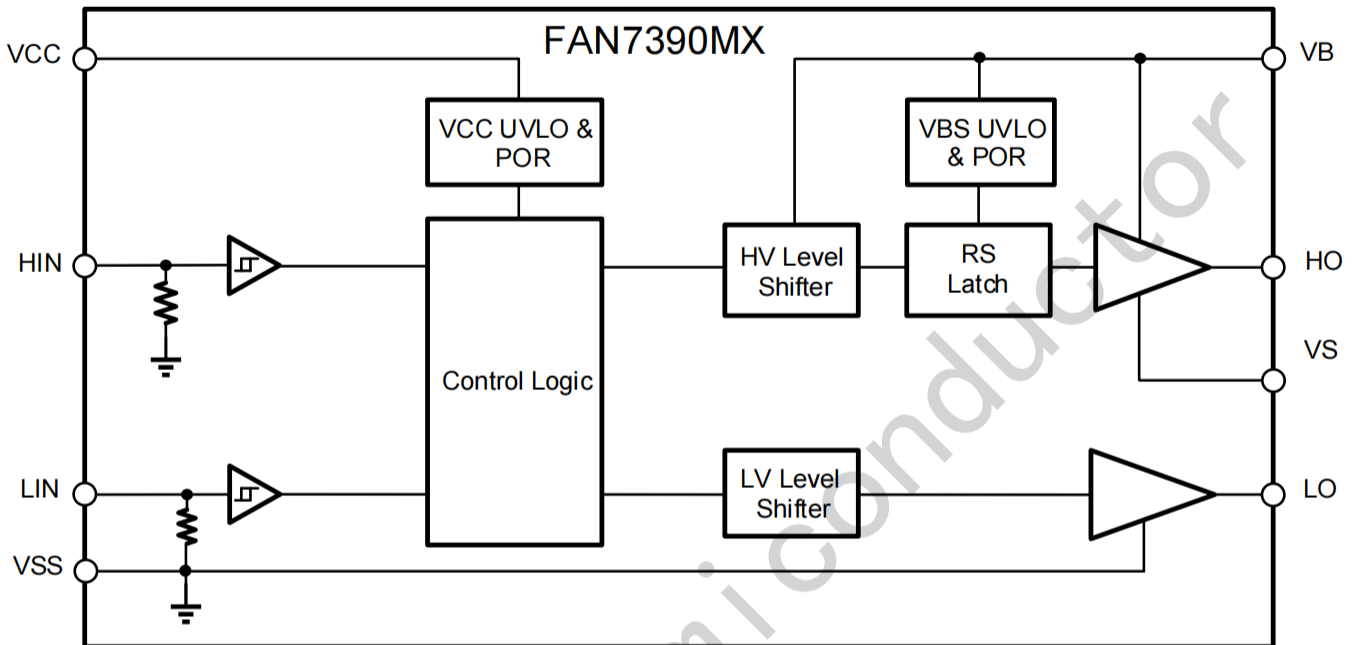 FAN7390MX
VCC
VB
VCC UVLO &
POR
VBS UVLO
& POR
HIN
HV Level
Shifter
RS
Latch
HO
VS
Control Logic
LIN
LV Level
Shifter
LO
VSS
miconductor